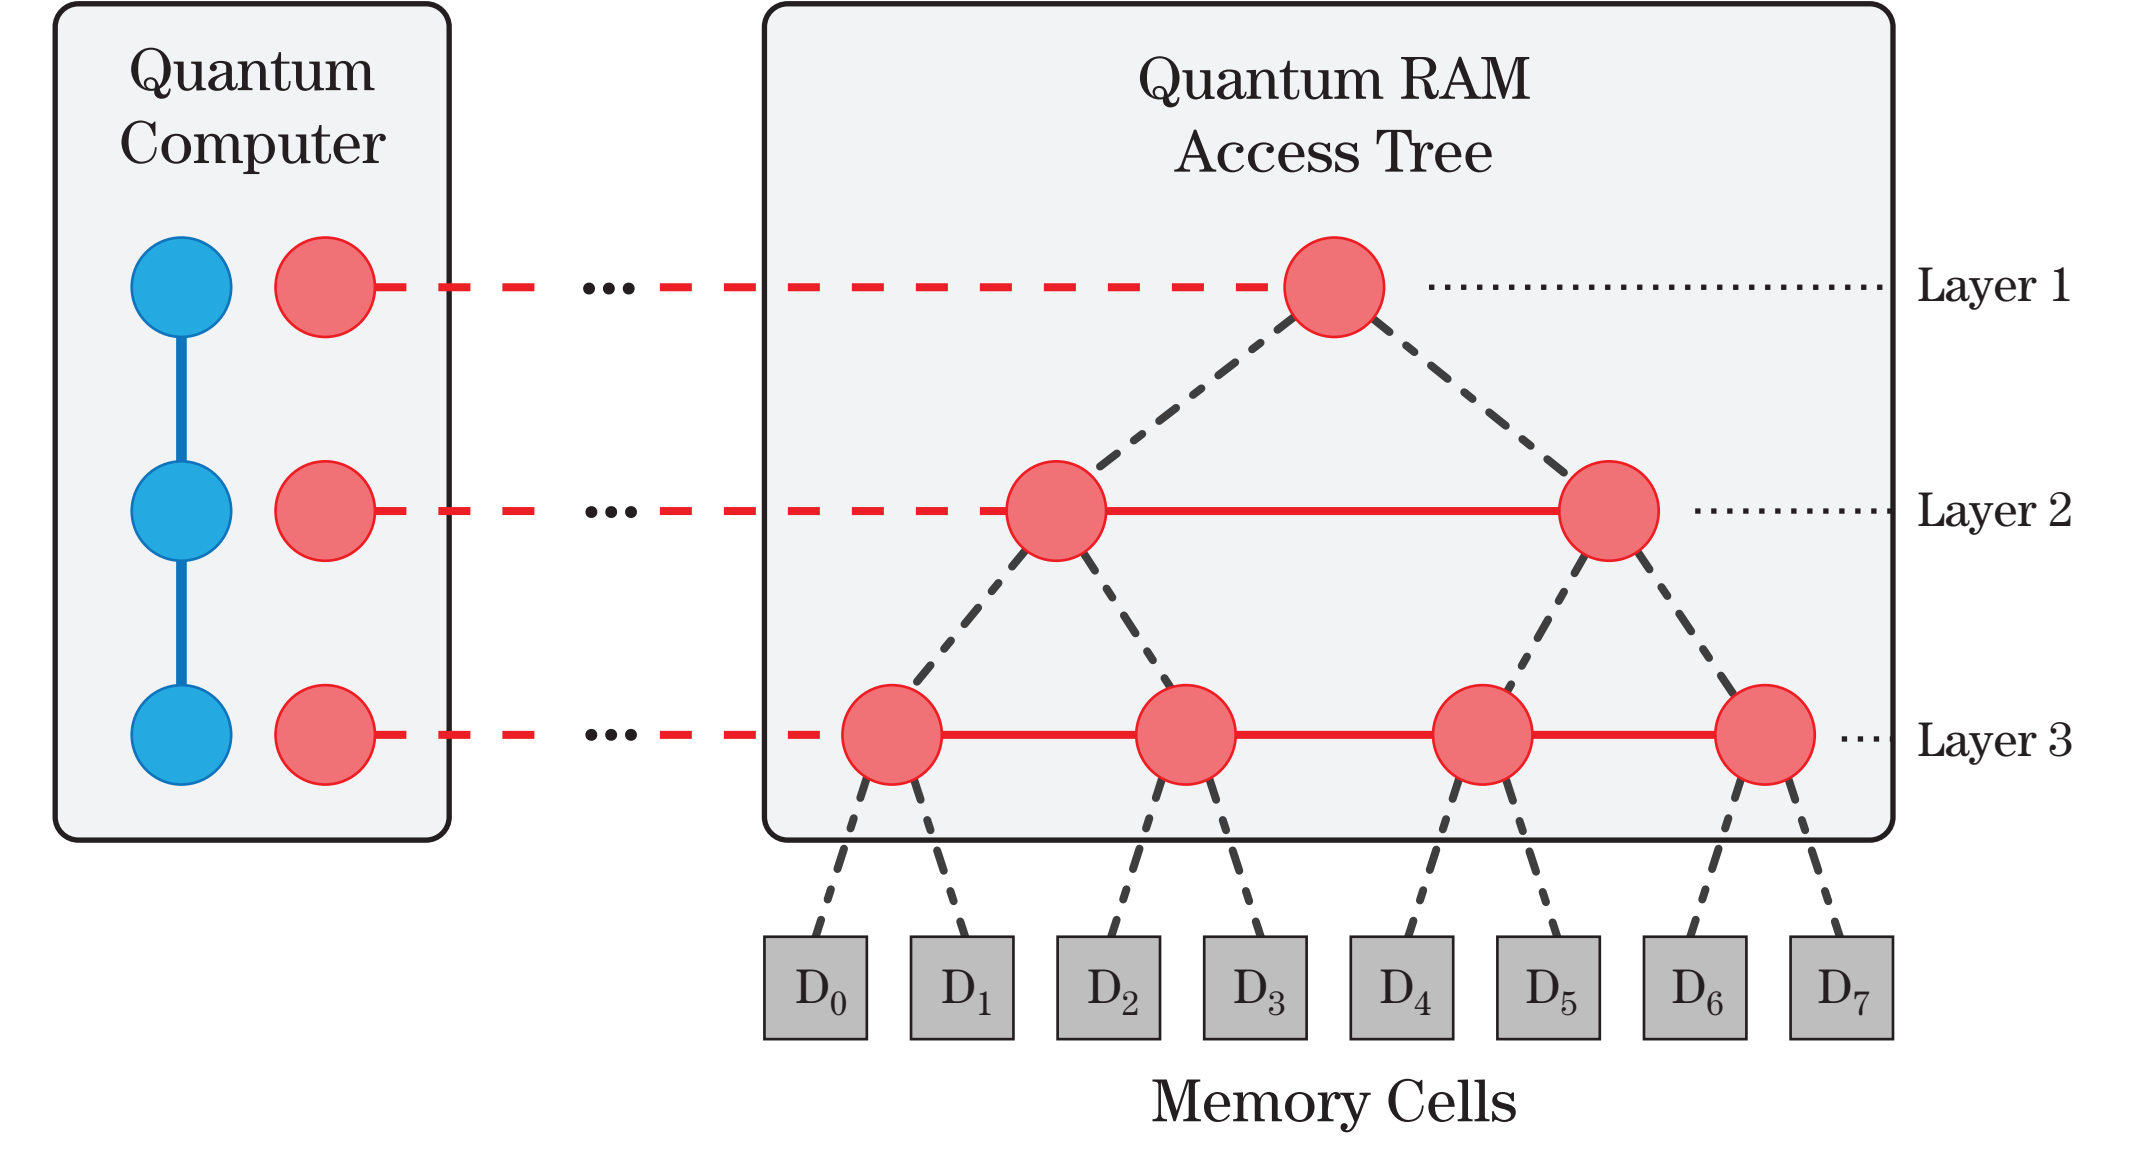 Quantum
Computer
Quantum RAM
Access Tree
Layer 1
Layer 2
Layer 3
D₀ D₁ D₂ D₃ D₄ D₅ D₆ D₇
Memory Cells